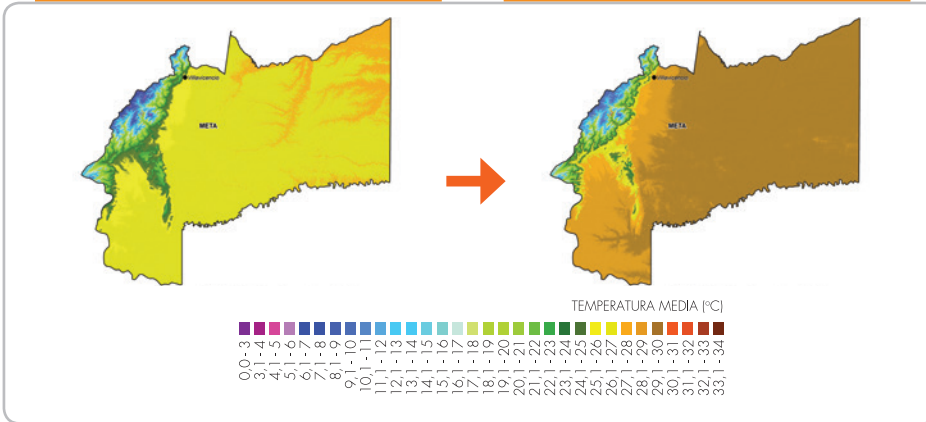 Villavicencio
META
Villavicencio
META
TEMPERATURA MEDIA (°C)
0,0 - 3
3,1 - 4
4,1 - 5
5,1 - 6
6,1 - 7
7,1 - 8
8,1 - 9
9,1 - 10
10,1 - 11
11,1 - 12
12,1 - 13
13,1 - 14
14,1 - 15
15,1 - 16
16,1 - 17
17,1 - 18
18,1 - 19
19,1 - 20
20,1 - 21
21,1 - 22
22,1 - 23
23,1 - 24
24,1 - 25
25,1 - 26
26,1 - 27
27,1 - 28
28,1 - 29
29,1 - 30
30,1 - 31
31,1 - 32
32,1 - 33
33,1 - 34